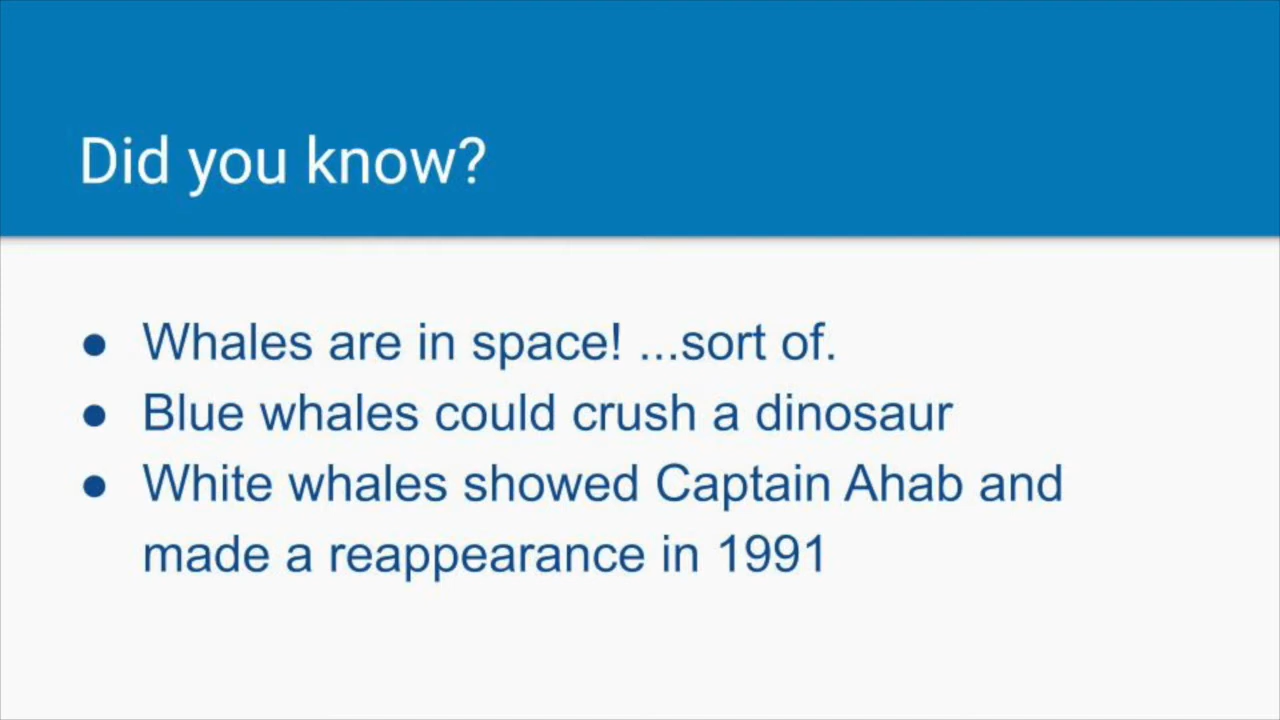 Did you know?
● Whales are in space! ...sort of.
● Blue whales could crush a dinosaur
● White whales showed Captain Ahab and
made a reappearance in 1991